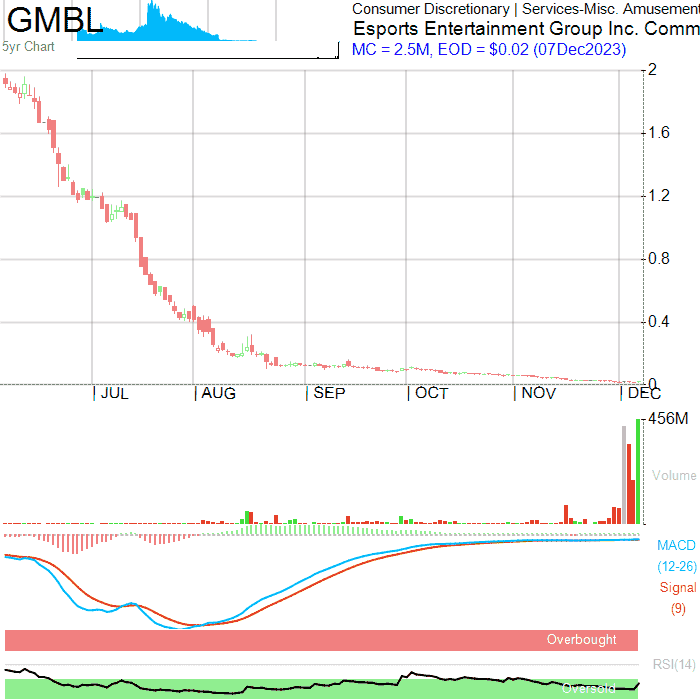 GMBL
Consumer Discretionary | Services-Misc. Amusement
Esports Entertainment Group Inc. Comm
5yr Chart
MC = 2.5M, EOD = $0.02 (07Dec2023)
2
1.6
1.2
0.8
0.4
0
JUL
AUG
SEP
OCT
NOV
DEC
456M
Volume
MACD
(12-26)
Signal
(9)
Overbought
RSI(14)
Oversold